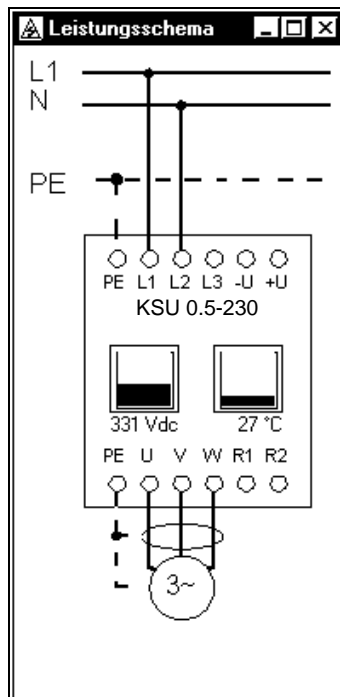 Leistungsschema
L1
N
PE
PE L1 L2 L3 -U +U
KSU 0.5-230
331 Vdc 27 °C
PE U V W R1 R2
3~